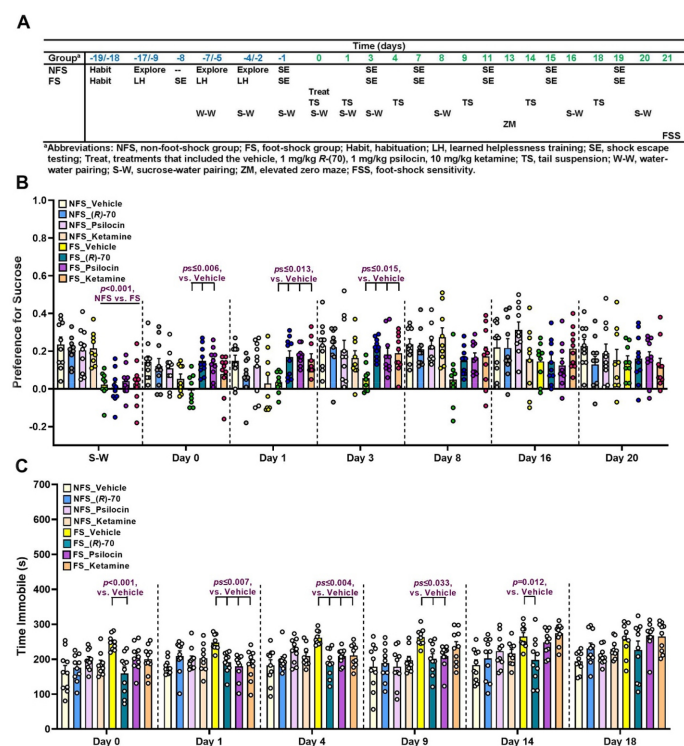 A
Time (days)
Groupᵃ -19/-18 -17/-9 -8 -7/-5 -4/-2 -1 0 1 3 4 7 8 9 11 13 14 15 16 18 19 20 21
NFS Habit Explore -- Explore Explore SE SE SE SE SE SE
FS Habit LH SE LH LH SE SE SE SE SE SE
Treat
TS TS TS TS TS TS
W-W S-W S-W S-W S-W S-W S-W S-W S-W
ZM
FSS
ᵃAbbreviations: NFS, non-foot-shock group; FS, foot-shock group; Habit, habituation; LH, learned helplessness training; SE, shock escape
testing; Treat, treatments that included the vehicle, 1 mg/kg R-(70), 1 mg/kg psilocin, 10 mg/kg ketamine; TS, tail suspension; W-W, water-
water pairing; S-W, sucrose-water pairing; ZM, elevated zero maze; FSS, foot-shock sensitivity.
B
NFS_Vehicle
NFS_(R)-70
NFS_Psilocin
NFS_Ketamine
FS_Vehicle
FS_(R)-70
FS_Psilocin
FS_Ketamine
Preference for Sucrose
1.0
0.8
0.6
0.4
0.2
0.0
-0.2
p<0.001,
NFS vs. FS
ps≤0.006,
vs. Vehicle
ps≤0.013,
vs. Vehicle
ps≤0.015,
vs. Vehicle
S-W Day 0 Day 1 Day 3 Day 8 Day 16 Day 20
C
NFS_Vehicle
NFS_(R)-70
NFS_Psilocin
NFS_Ketamine
FS_Vehicle
FS_(R)-70
FS_Psilocin
FS_Ketamine
Time Immobile (s)
700
600
500
400
300
200
100
0
p<0.001,
vs. Vehicle
ps≤0.007,
vs. Vehicle
ps≤0.004,
vs. Vehicle
ps≤0.033,
vs. Vehicle
p=0.012,
vs. Vehicle
Day 0 Day 1 Day 4 Day 9 Day 14 Day 18